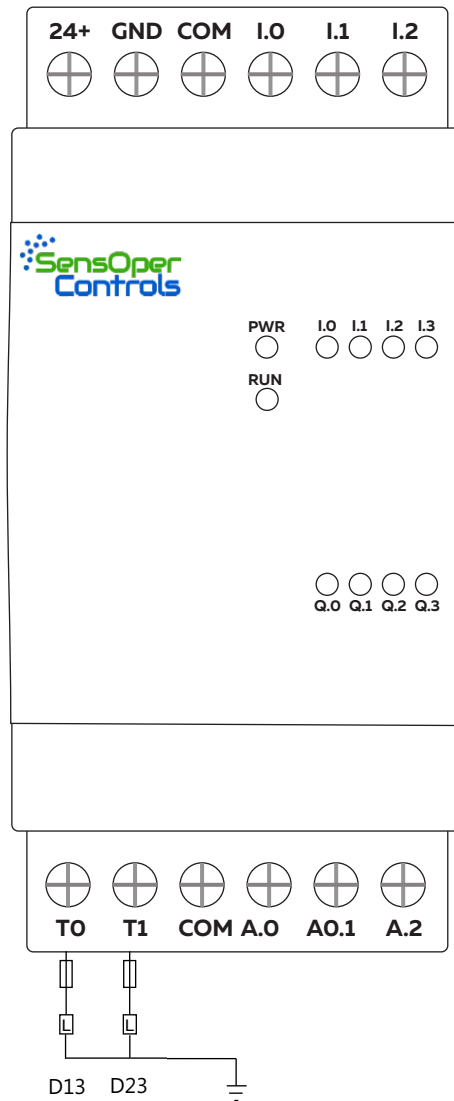 24+ GND COM I.0 I.1 I.2
SensOper
Controls
PWR I.0 I.1 I.2 I.3
RUN
Q.0 Q.1 Q.2 Q.3
T0 T1 COM A.0 A0.1 A.2
L L
D13 D23